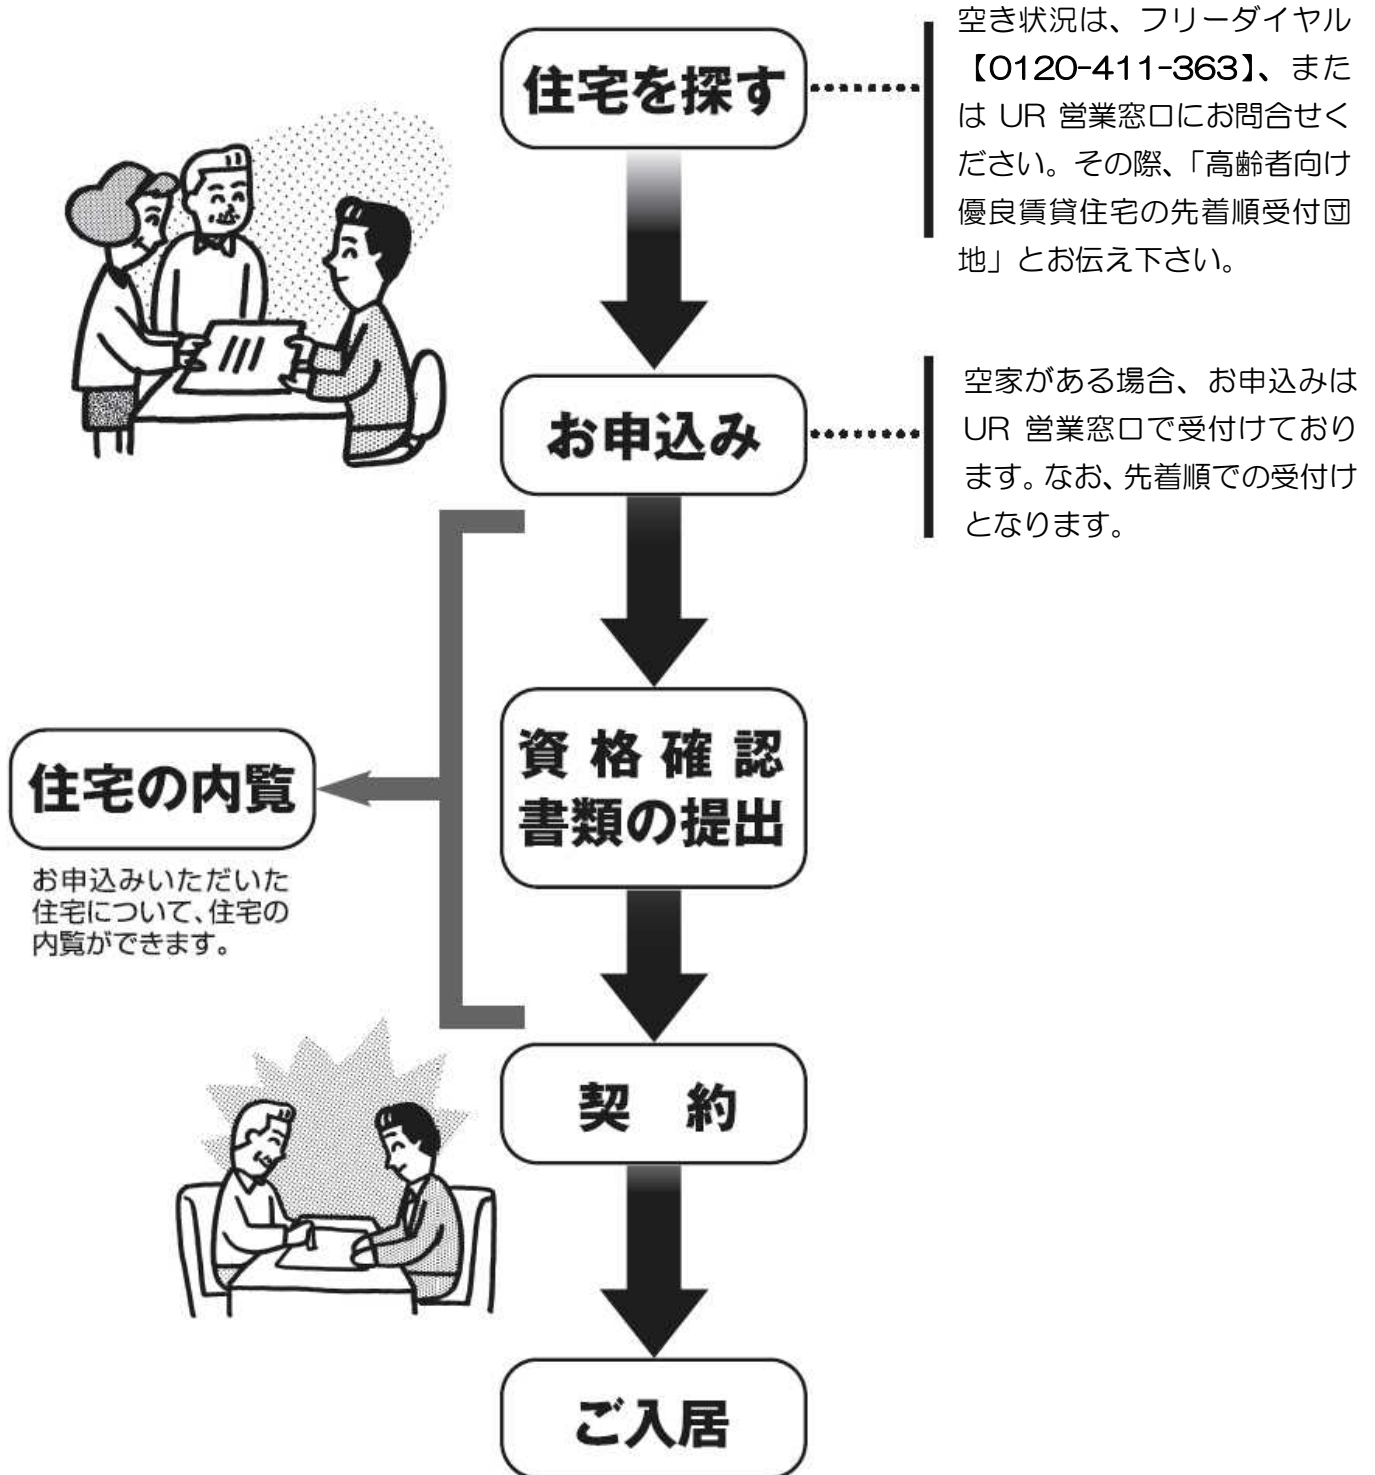 住宅を探す
空き状況は、フリーダイヤル
【0120-411-363】、また
は UR 営業窓口にお問合せく
ださい。その際、「高齢者向け
優良賃貸住宅の先着順受付団
地」とお伝え下さい。
お申込み
空家がある場合、お申込みは
UR 営業窓口で受付けており
ます。なお、先着順での受付け
となります。
資格確認
書類の提出
住宅の内覧
お申込みいただいた
住宅について、住宅の
内覧ができます。
契 約
ご入居